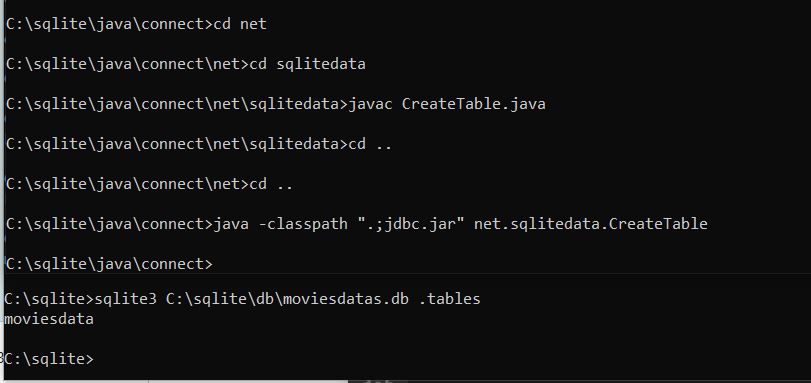 C:\sqlite\java\connect>cd net
C:\sqlite\java\connect\net>cd sqlitedata
C:\sqlite\java\connect\net\sqlitedata>javac CreateTable.java
C:\sqlite\java\connect\net\sqlitedata>cd ..
C:\sqlite\java\connect\net>cd ..
C:\sqlite\java\connect>java -classpath ".;jdbc.jar" net.sqlitedata.CreateTable
C:\sqlite\java\connect>
C:\sqlite>sqlite3 C:\sqlite\db\moviesdatas.db .tables
moviesdata
C:\sqlite>